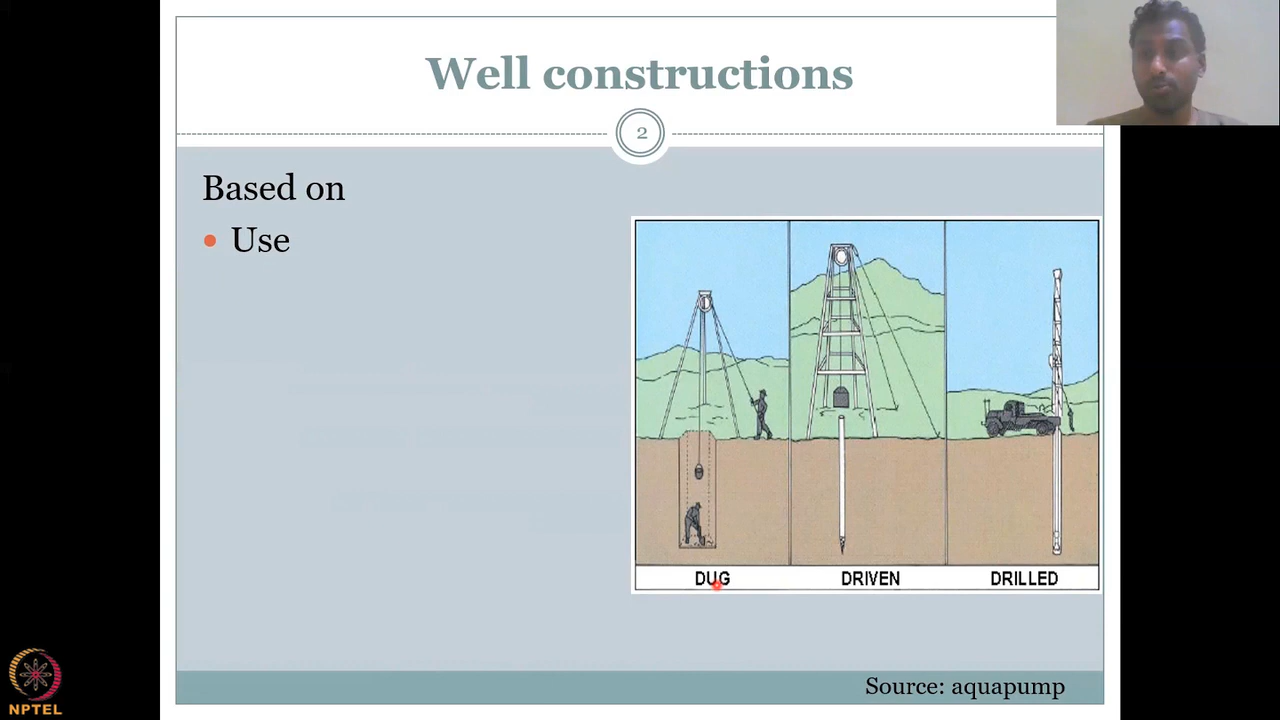 Well constructions
2
Based on
• Use
DUG DRIVEN DRILLED
Source: aquapump
NPTEL